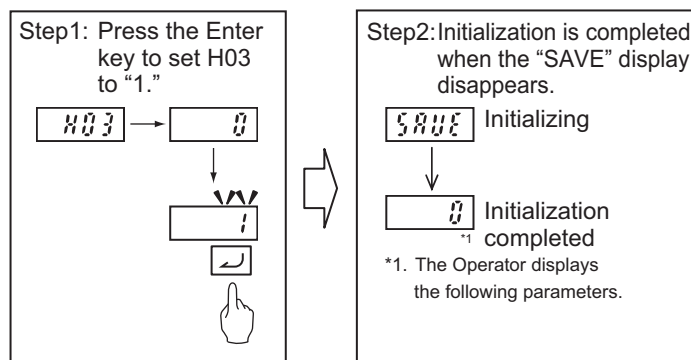 Step1: Press the Enter
key to set H03
to “1.”
H03
0
1
Step2:Initialization is completed
when the “SAVE” display
disappears.
SAVE Initializing
0 Initialization
*1 completed
*1. The Operator displays
the following parameters.